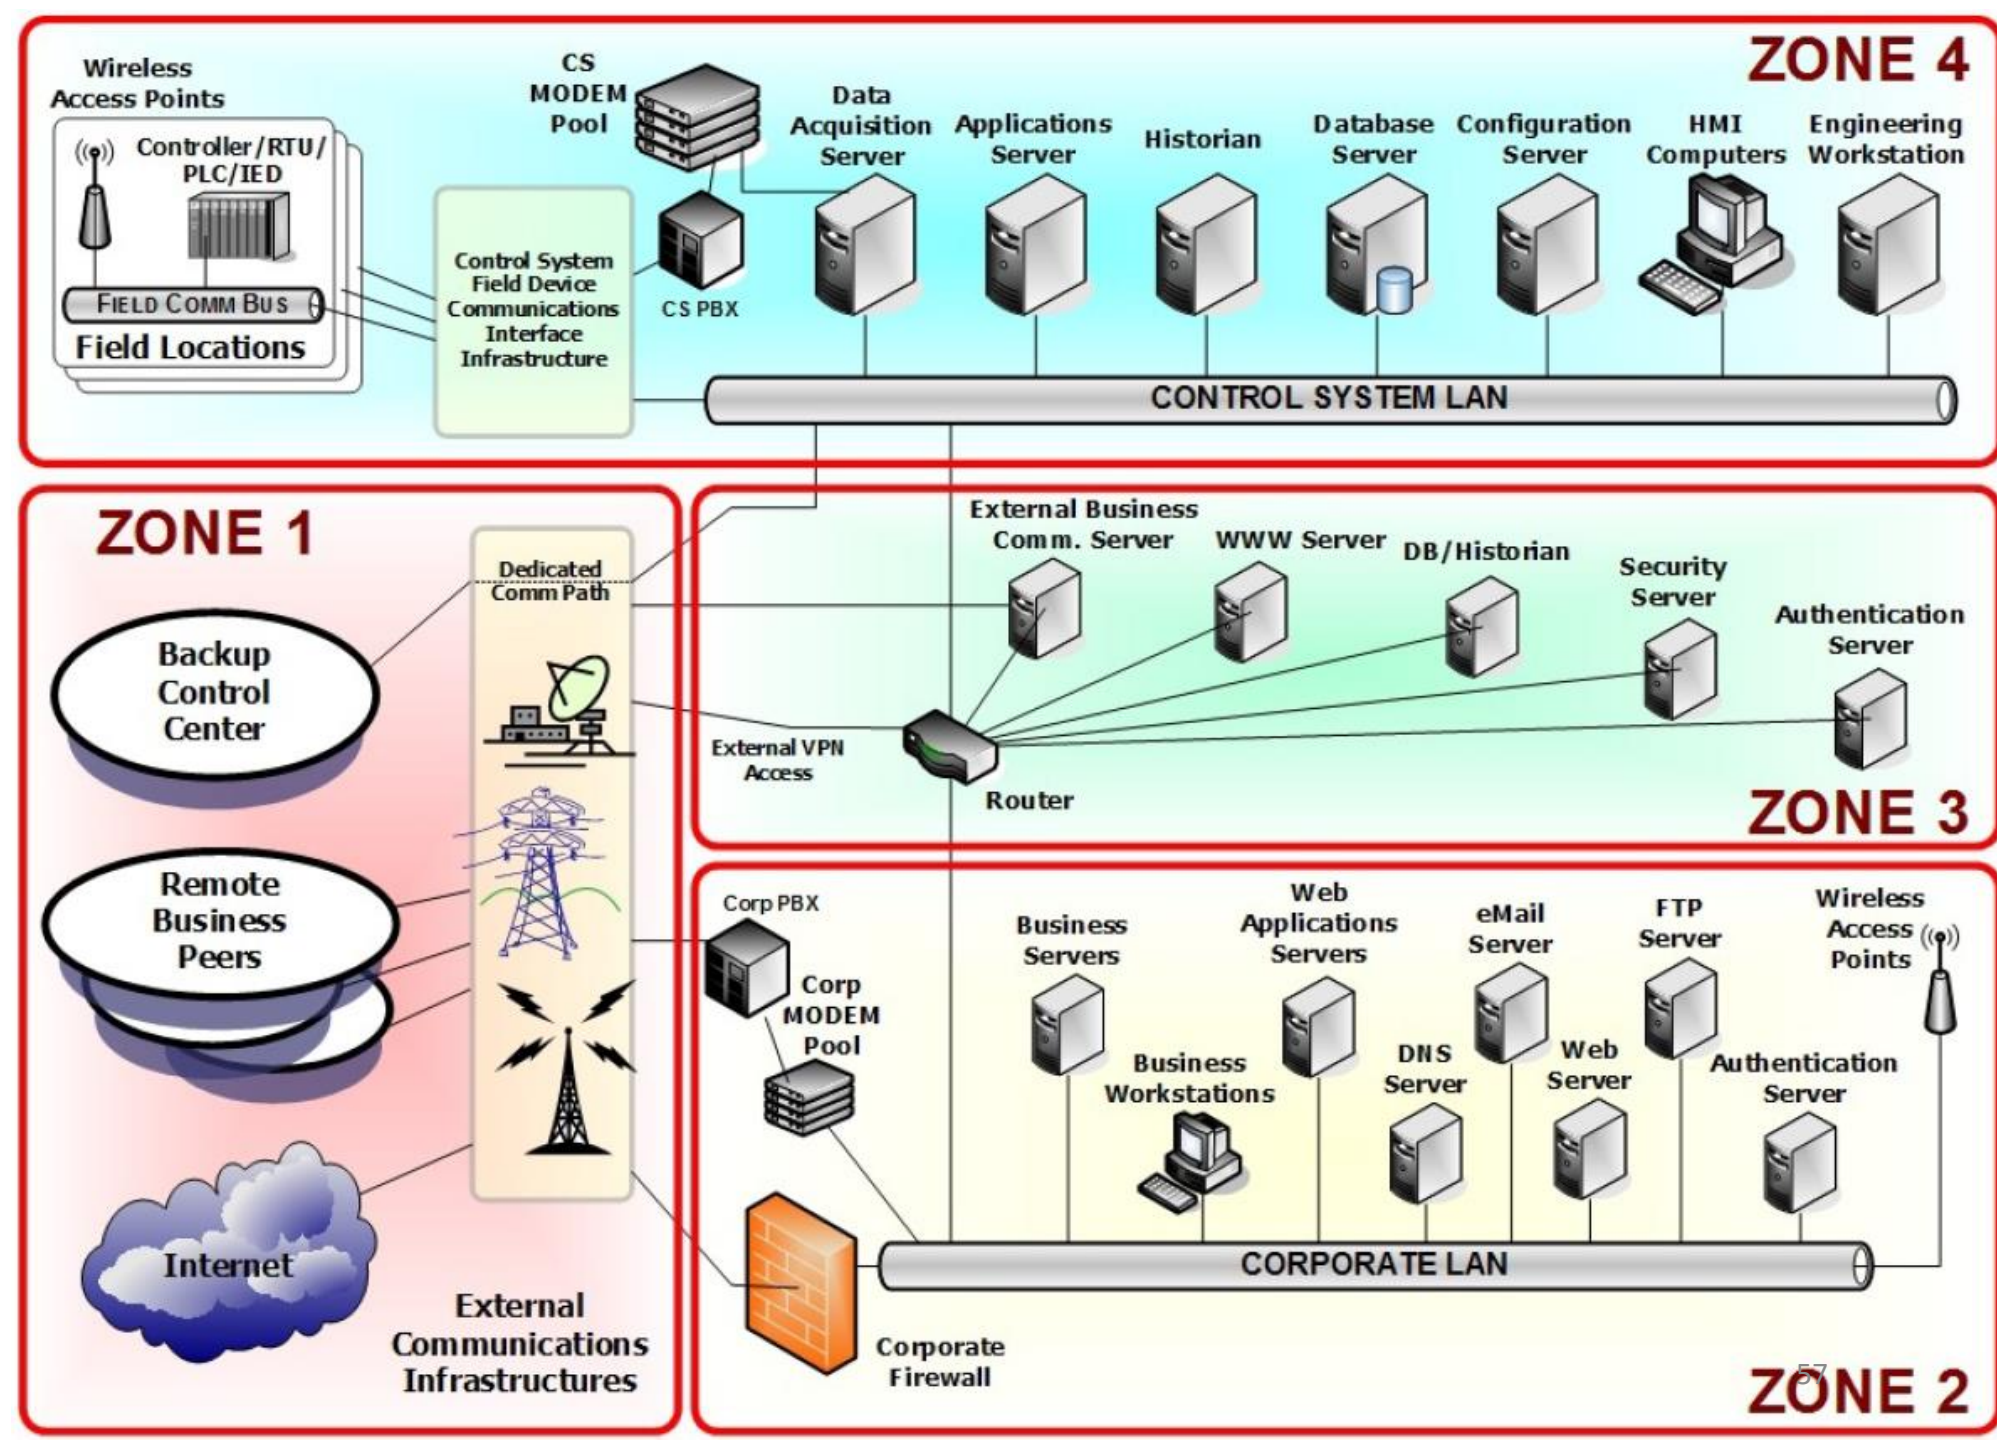 ZONE 4
Wireless
Access Points
Controller/RTU/
PLC/IED
FIELD COMM BUS
Field Locations
Control System
Field Device
Communications
Interface
Infrastructure
CS
MODEM
Pool
CS PBX
Data
Acquisition
Server
Applications
Server
Historian
Database
Server
Configuration
Server
HMI
Computers
Engineering
Workstation
CONTROL SYSTEM LAN
ZONE 1
Dedicated
Comm Path
Backup
Control
Center
Remote
Business
Peers
Internet
External
Communications
Infrastructures
External Business
Comm. Server
WWW Server
DB/Historian
Security
Server
Authentication
Server
External VPN
Access
Router
ZONE 3
Corp PBX
Corp
MODEM
Pool
Business
Servers
Business
Workstations
Web
Applications
Servers
DNS
Server
eMail
Server
Web
Server
FTP
Server
Authentication
Server
Wireless
Access
Points
CORPORATE LAN
Corporate
Firewall
57
ZONE 2